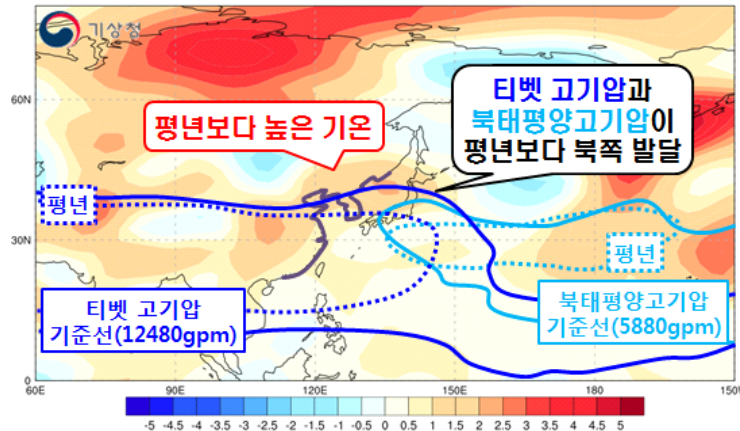 기상청
티벳 고기압과
북태평양고기압이
평년보다 북쪽 발달
평년보다 높은 기온
60N
평년
30N
평년
티벳 고기압
기준선(12480gpm)
북태평양고기압
기준선(5880gpm)
0
60E 90E 120E 150E 180 150W
-5 -4.5 -4 -3.5 -3 -2.5 -2 -1.5 -1 -0.5 0 0.5 1 1.5 2 2.5 3 3.5 4 4.5 5